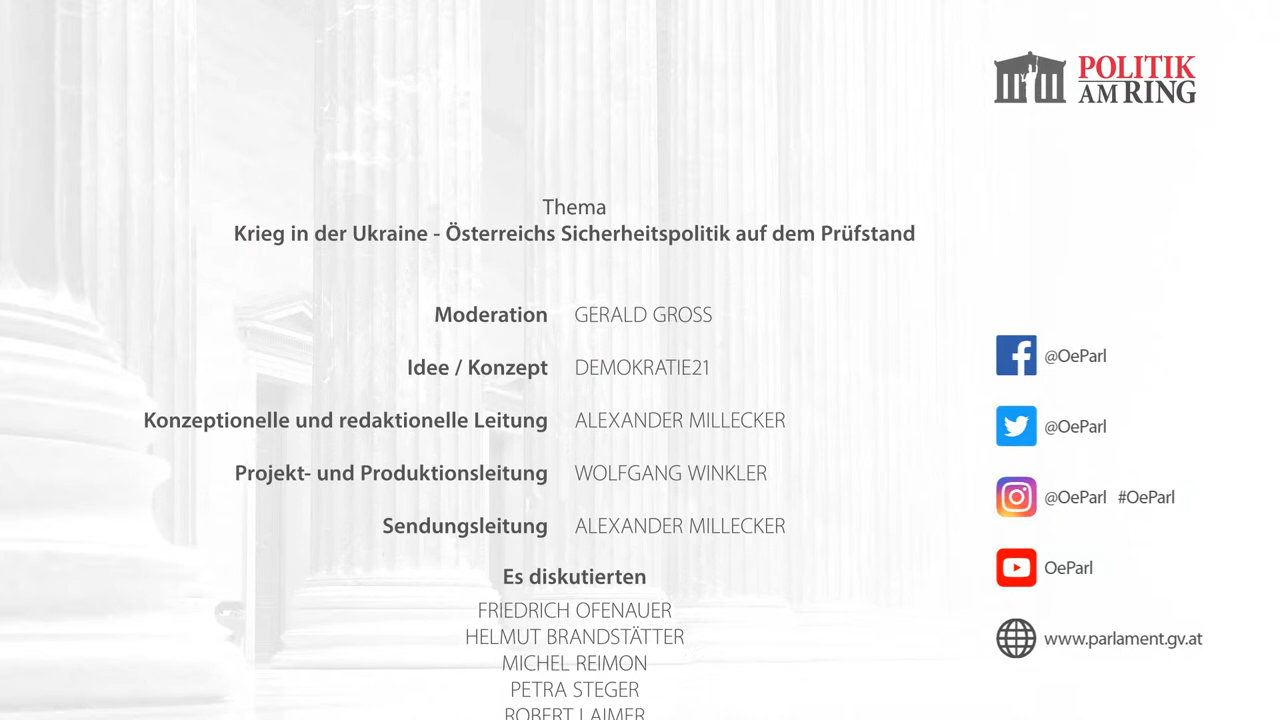 POLITIK
AM RING
Thema
Krieg in der Ukraine - Österreichs Sicherheitspolitik auf dem Prüfstand
Moderation GERALD GROSS
Idee / Konzept DEMOKRATIE21
Konzeptionelle und redaktionelle Leitung ALEXANDER MILLECKER
Projekt- und Produktionsleitung WOLFGANG WINKLER
Sendungsleitung ALEXANDER MILLECKER
Es diskutierten
FRIEDRICH OFENAUER
HELMUT BRANDSTÄTTER
MICHEL REIMON
PETRA STEGER
ROBERT LAIMER
@OeParl
@OeParl
@OeParl #OeParl
OeParl
www.parlament.gv.at